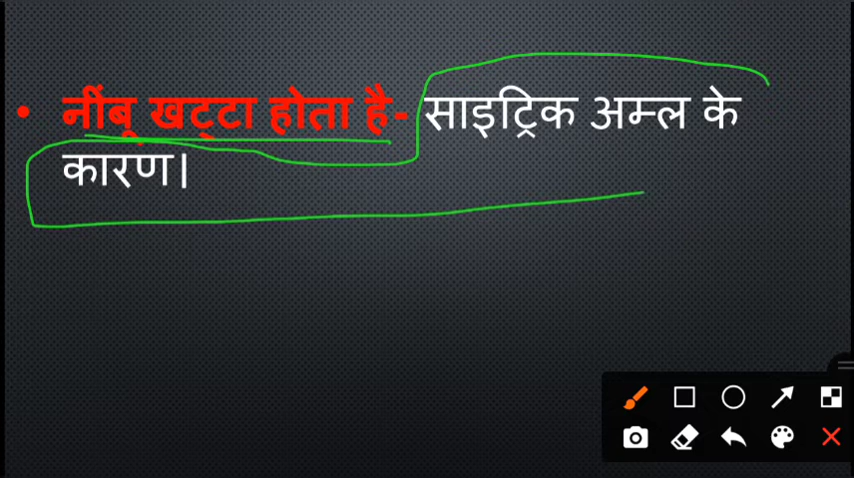 • नींबू खट्टा होता है- साइट्रिक अम्ल के
कारण।